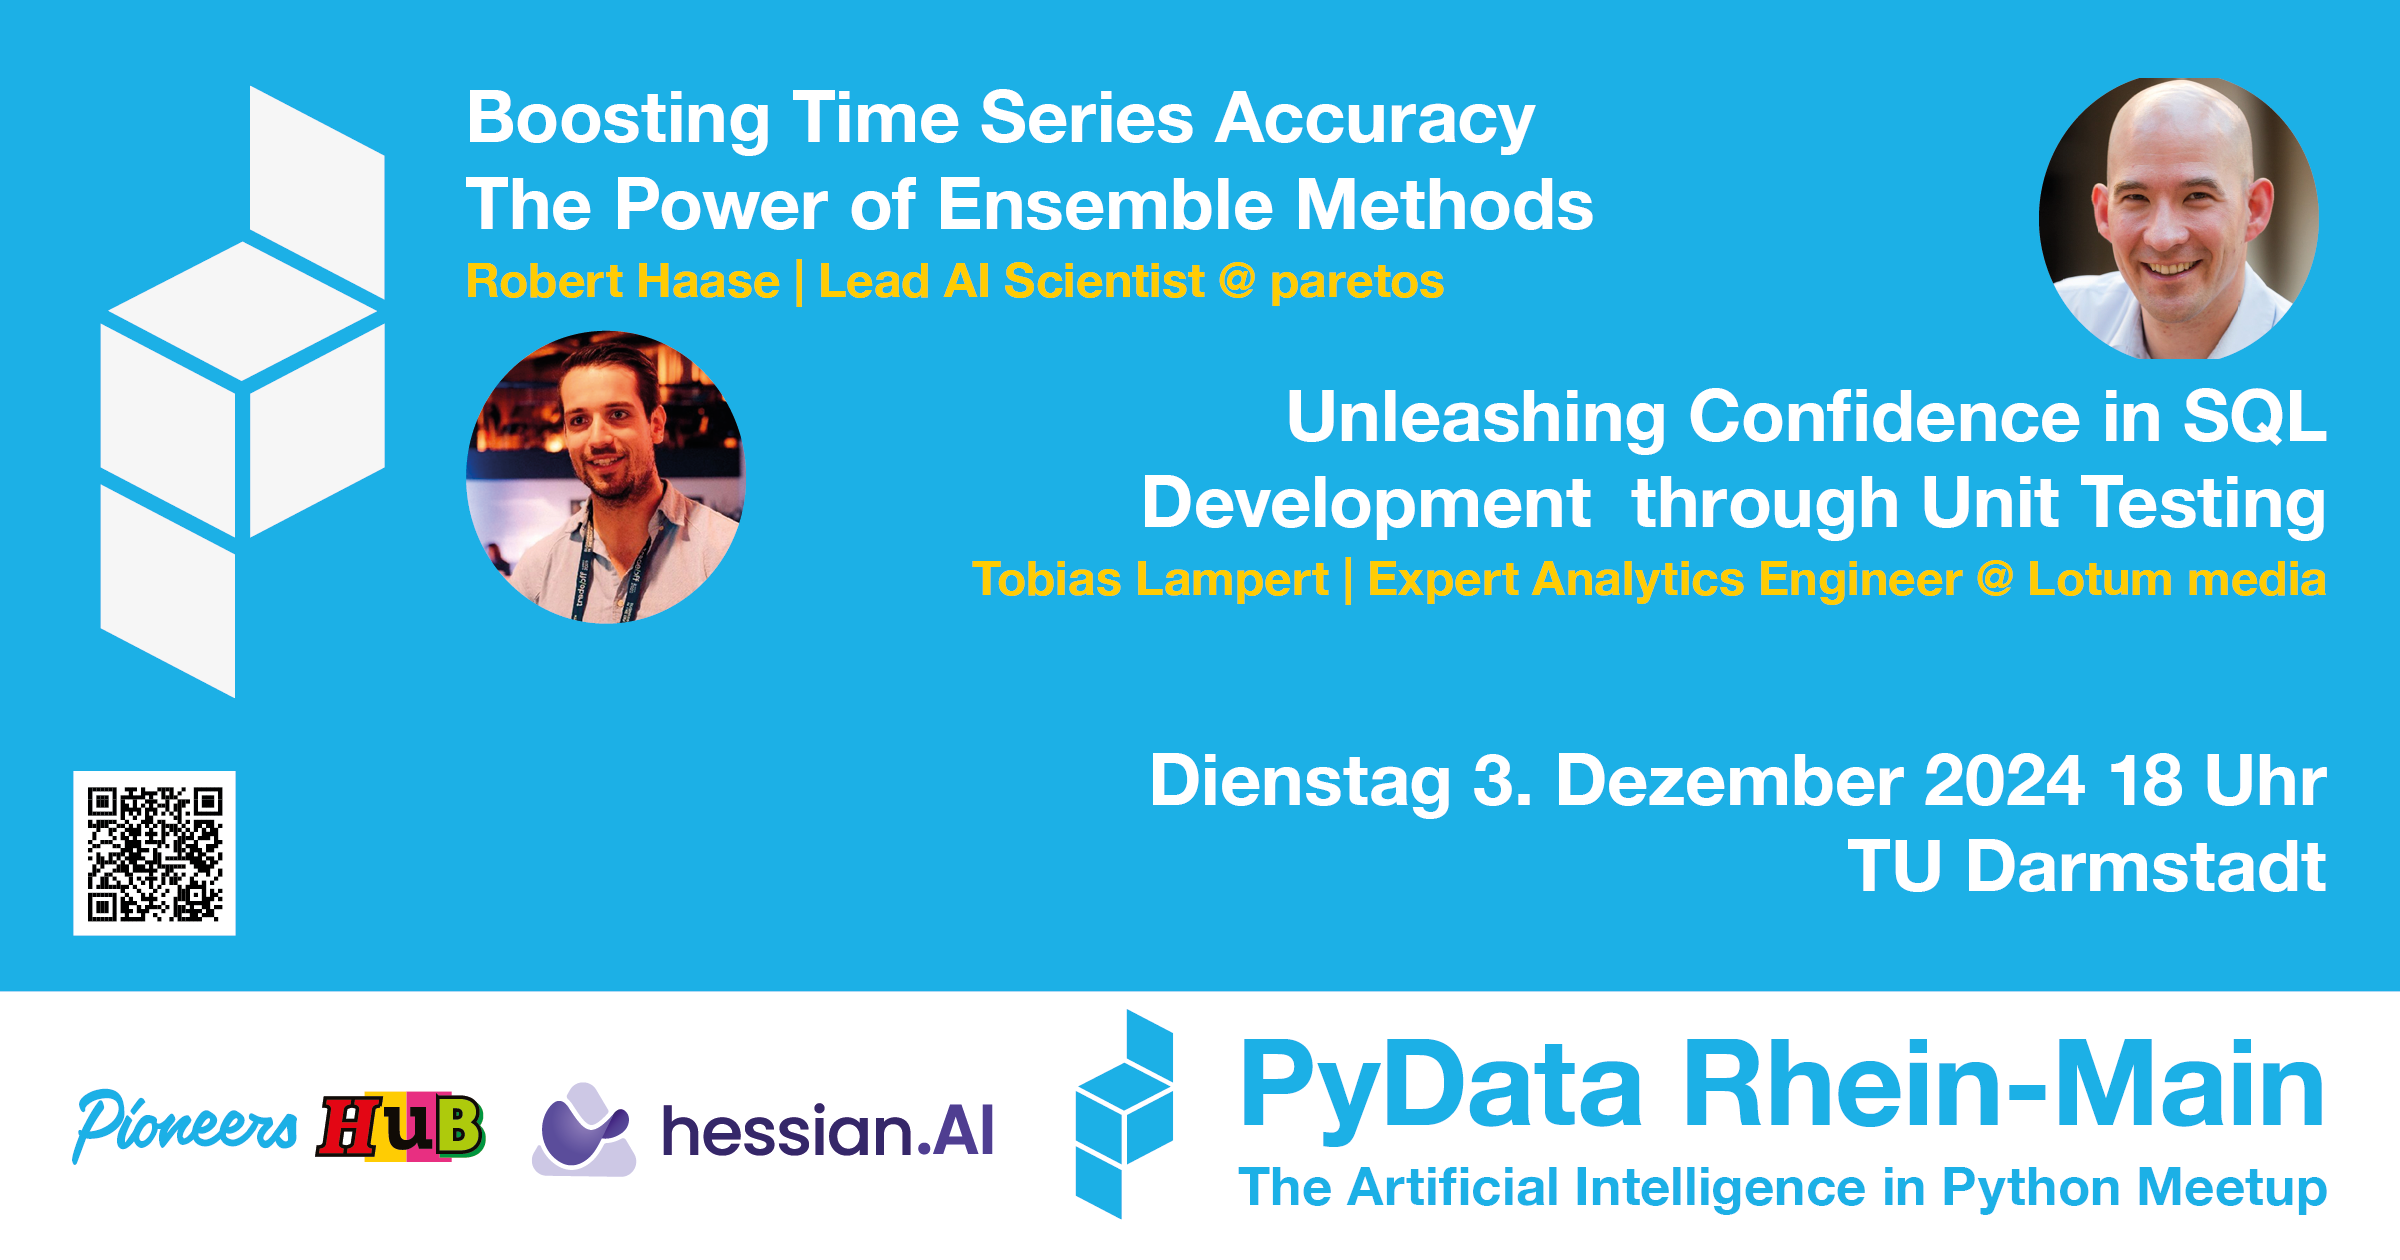 Boosting Time Series Accuracy
The Power of Ensemble Methods
Robert Haase | Lead AI Scientist @ paretos
Unleashing Confidence in SQL
Development  through Unit Testing
Tobias Lampert | Expert Analytics Engineer @ Lotum media
Dienstag 3. Dezember 2024 18 Uhr
TU Darmstadt
Pioneers HuB
hessian.AI
PyData Rhein-Main
The Artificial Intelligence in Python Meetup